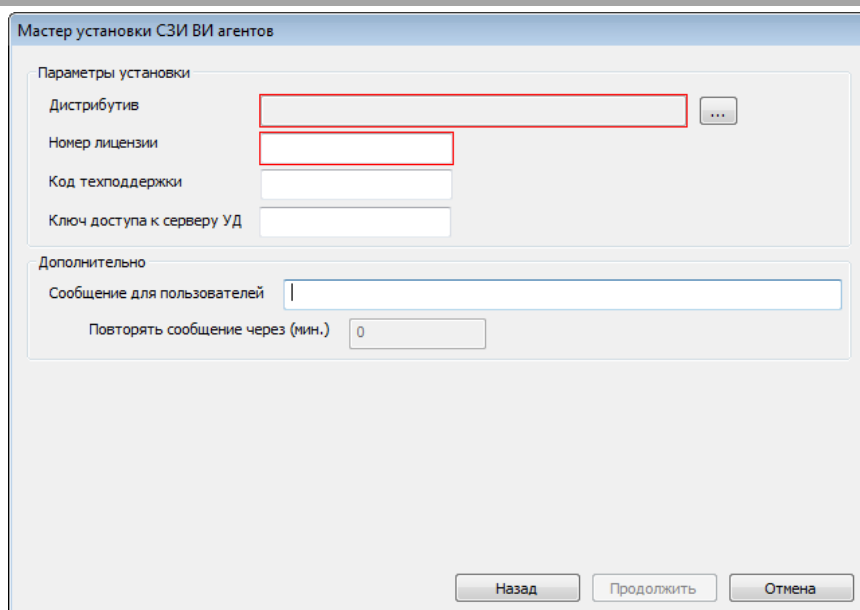 Мастер установки СЗИ ВИ агентов
Параметры установки
Дистрибутив
...
Номер лицензии
Код техподдержки
Ключ доступа к серверу УД
Дополнительно
Сообщение для пользователей
Повторять сообщение через (мин.) 0
Назад Продолжить Отмена